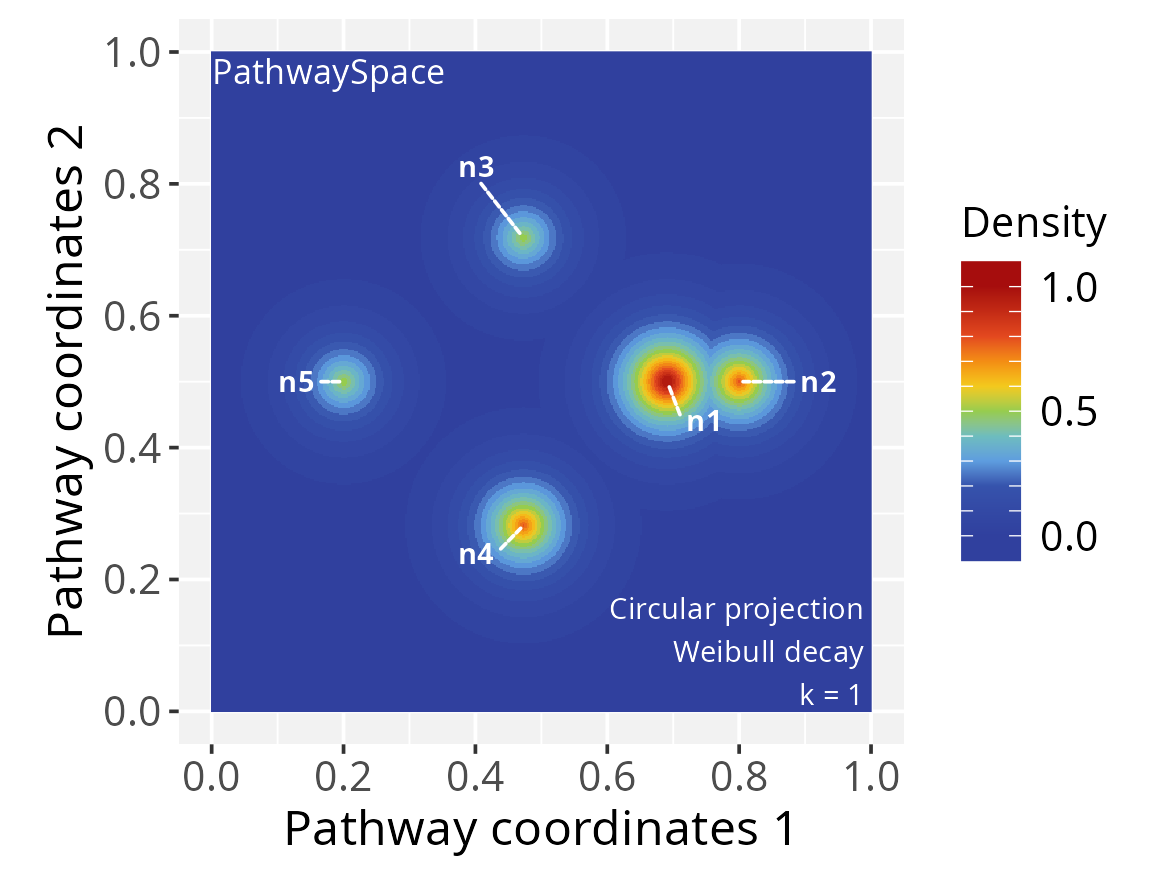 PathwaySpace
n3
n5
n2
n1
n4
Circular projection
Weibull decay
k = 1
1.0
0.8
0.6
0.4
0.2
0.0
Pathway coordinates 2
0.0 0.2 0.4 0.6 0.8 1.0
Pathway coordinates 1
Density
1.0
0.5
0.0